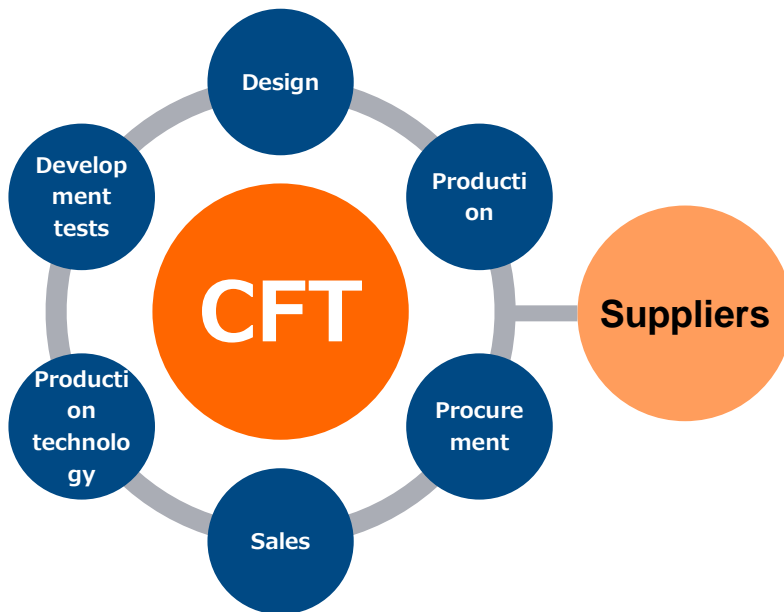 Design
Develop
ment
tests
Producti
on
CFT
Suppliers
Producti
on
technolo
gy
Procure
ment
Sales